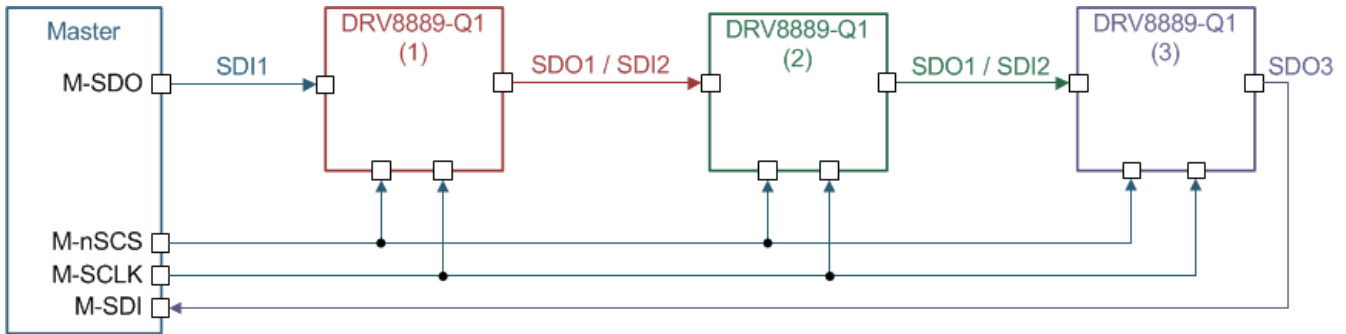 Master
M-SDO
SDI1
DRV8889-Q1
(1)
SDO1 / SDI2
DRV8889-Q1
(2)
SDO1 / SDI2
DRV8889-Q1
(3)
SDO3
M-nSCS
M-SCLK
M-SDI